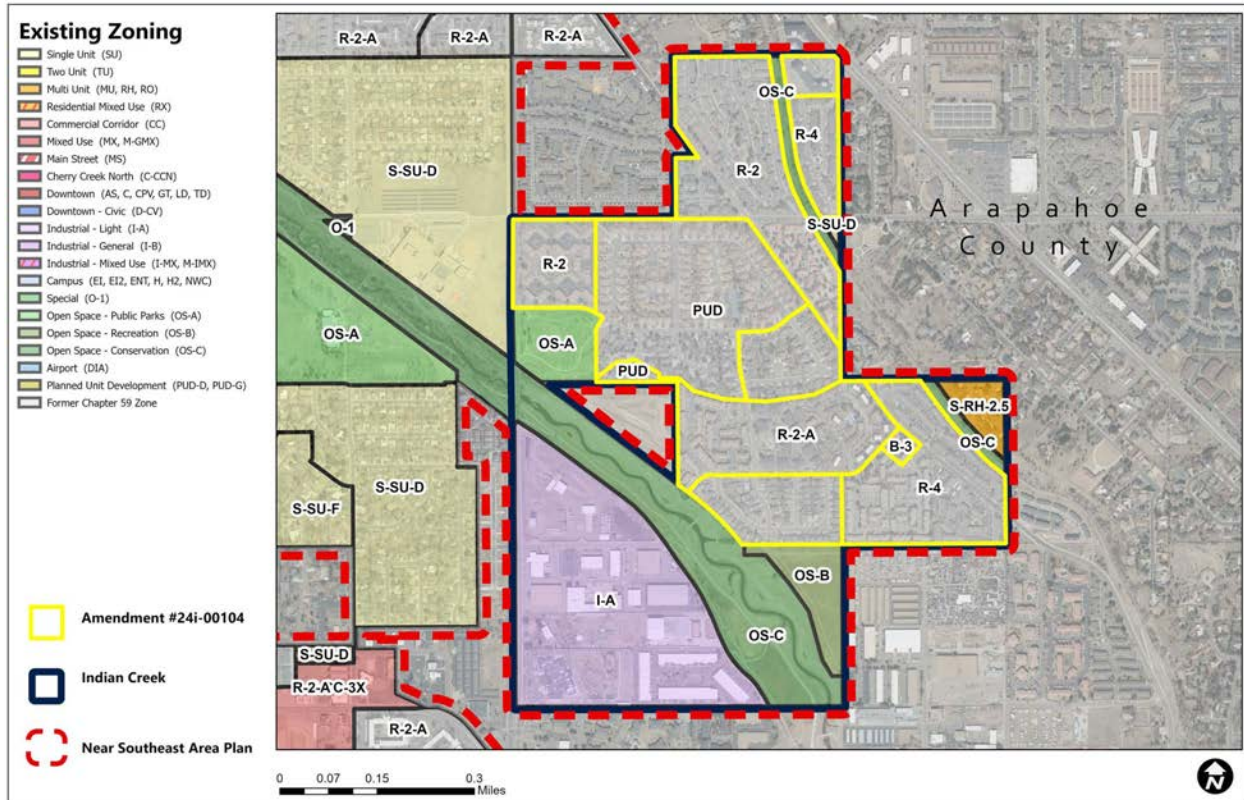 Existing Zoning
Single Unit (SU)
Two Unit (TU)
Multi Unit (MU, RH, RO)
Residential Mixed Use (RX)
Commercial Corridor (CC)
Mixed Use (MX, M-GMX)
Main Street (MS)
Cherry Creek North (C-CCN)
Downtown (AS, C, CPV, GT, LD, TD)
Downtown - Civic (D-CV)
Industrial - Light (I-A)
Industrial - General (I-B)
Industrial - Mixed Use (I-MX, M-IMX)
Campus (EI, EI2, ENT, H, H2, NWC)
Special (O-1)
Open Space - Public Parks (OS-A)
Open Space - Recreation (OS-B)
Open Space - Conservation (OS-C)
Airport (DIA)
Planned Unit Development (PUD-D, PUD-G)
Former Chapter 59 Zone
Amendment #24i-00104
Indian Creek
Near Southeast Area Plan
R-2-A
R-2-A
R-2-A
OS-C
R-4
S-SU-D
R-2
Arapahoe
County
O-1
S-SU-D
R-2
PUD
OS-A
OS-A
PUD
S-RH-2.5
R-2-A
B-3
OS-C
S-SU-D
R-4
S-SU-F
OS-B
I-A
OS-C
S-SU-D
R-2-A C-3X
R-2-A
0 0.07 0.15 0.3
Miles
N